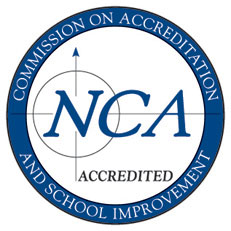 COMMISSION ON ACCREDITATION
NCA
ACCREDITED
AND SCHOOL IMPROVEMENT